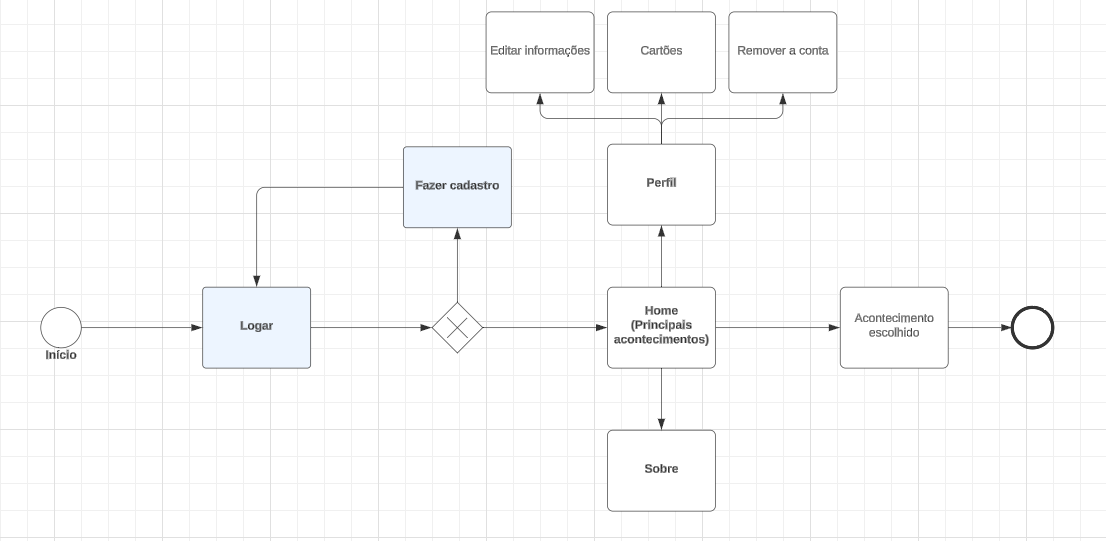 Editar informações
Cartões
Remover a conta
Fazer cadastro
Perfil
Início
Logar
Home
(Principais
acontecimentos)
Acontecimento
escolhido
Sobre